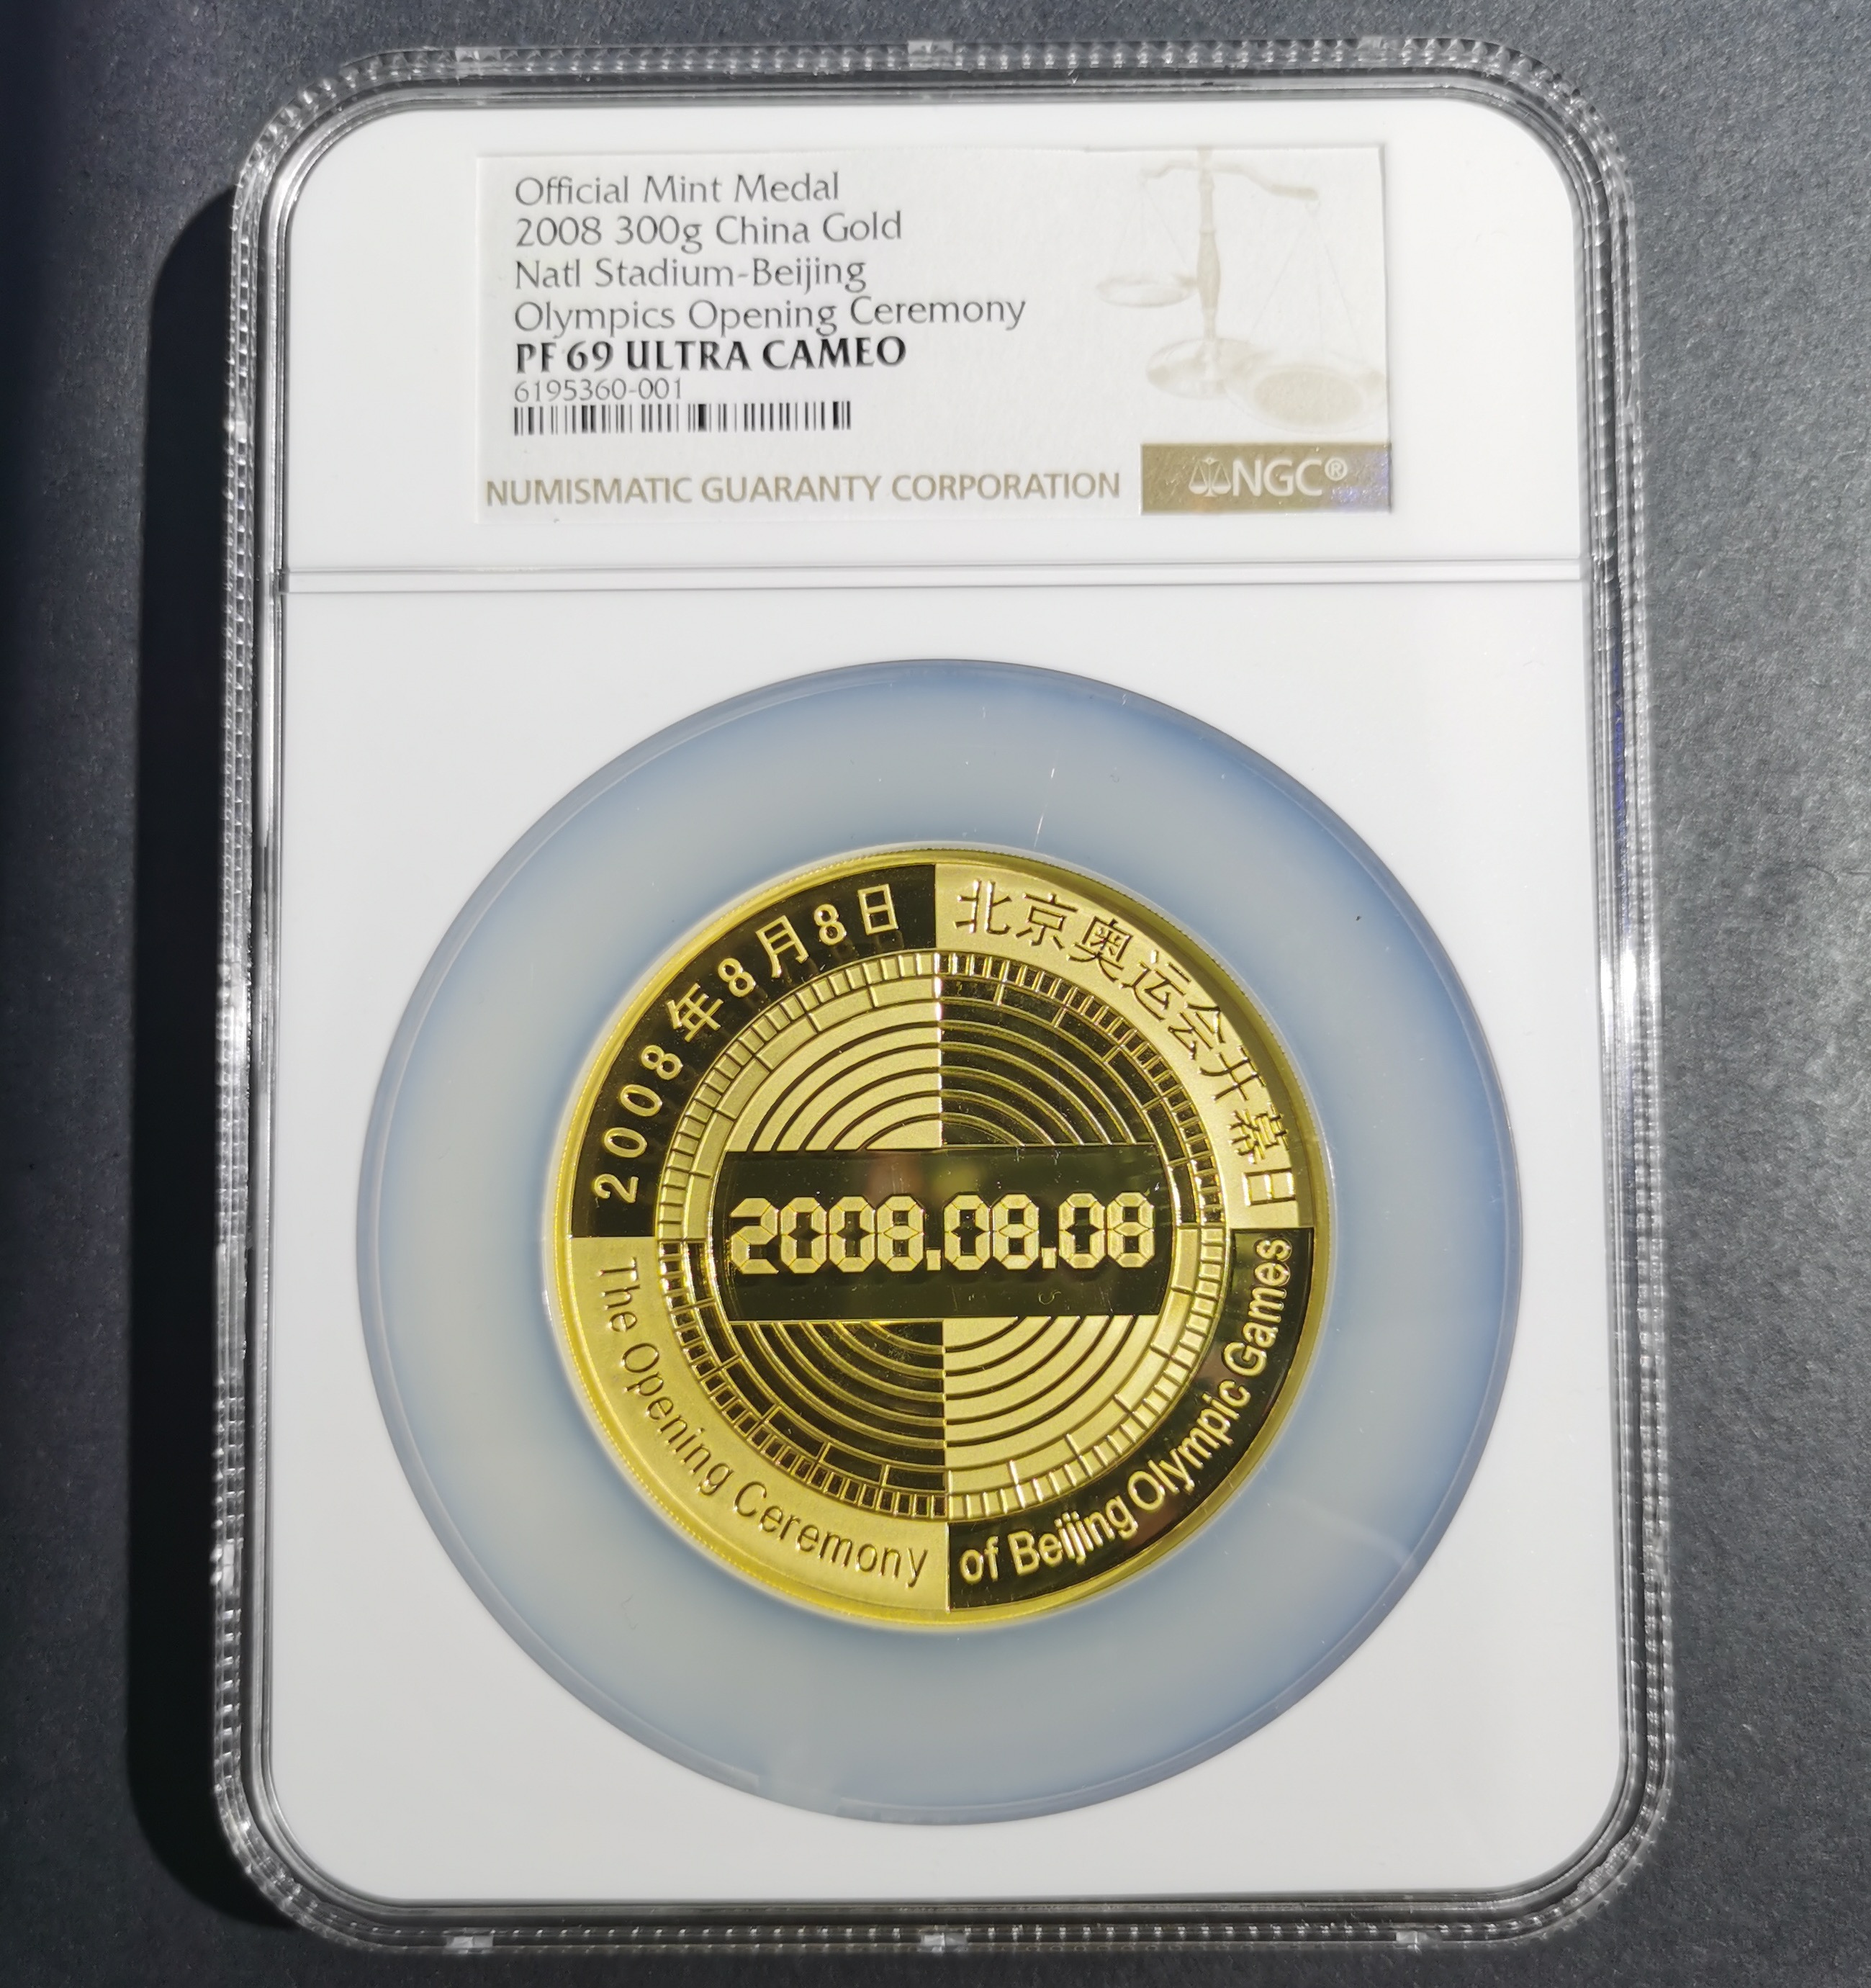 Official Mint Medal
2008 300g China Gold
Natl Stadium-Beijing
Olympics Opening Ceremony
PF 69 ULTRA CAMEO
6195360-001
NUMISMATIC GUARANTY CORPORATION
NGC®
2008年8月8日
北京奥运会开幕日
2008.08.08
The Opening Ceremony
of Beijing Olympic Games